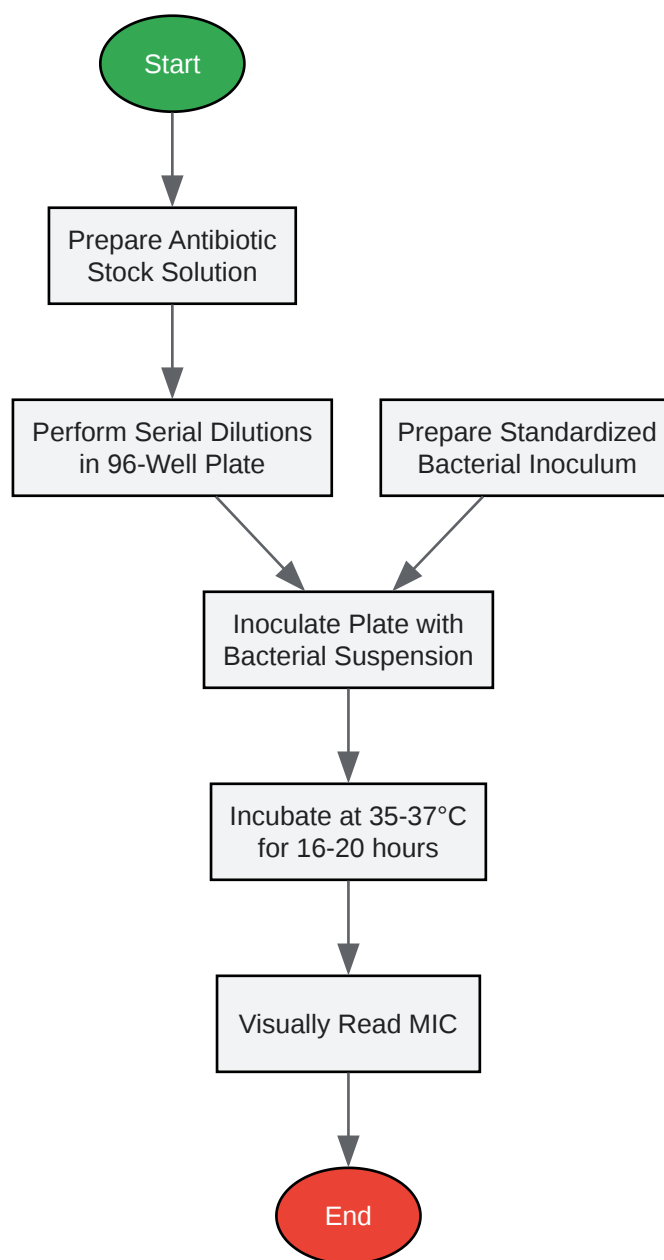 Start
Prepare Antibiotic
Stock Solution
Perform Serial Dilutions
in 96-Well Plate
Prepare Standardized
Bacterial Inoculum
Inoculate Plate with
Bacterial Suspension
Incubate at 35-37°C
for 16-20 hours
Visually Read MIC
End